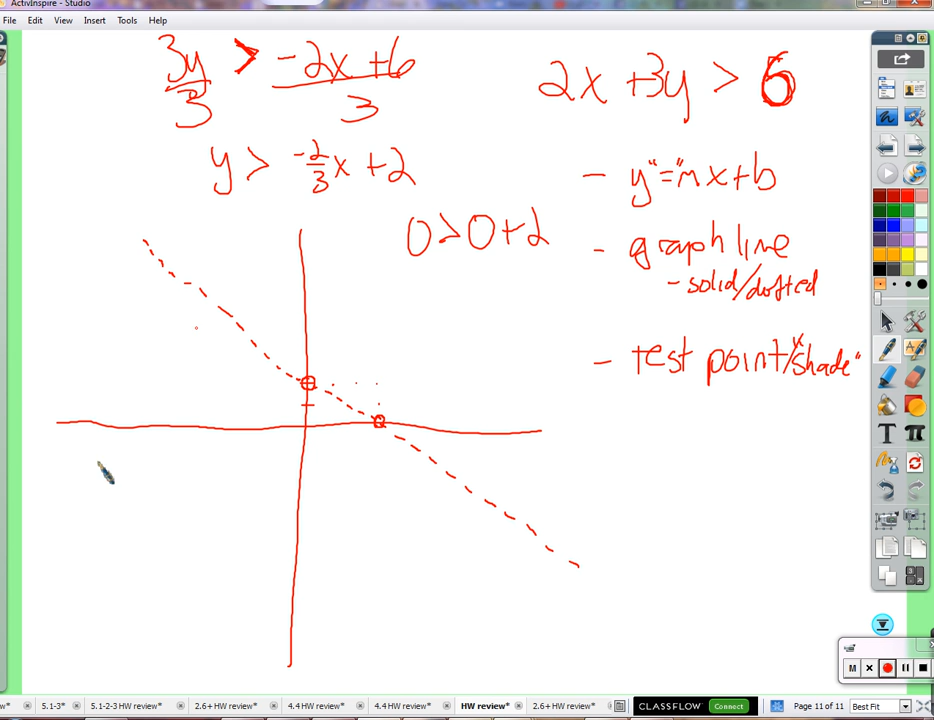 ActivInspire - Studio
File Edit View Insert Tools Help
3y > -2x + 6
3 3
2x + 3y > 6
y > -2/3 x + 2
- y "=" mx + b
0 > 0 + 2
- graph line
- solid/dotted
- test point/"shade"
T π
M
w* 5.1-3* 5.1-2-3 HW review* 2.6+ HW review* 4.4 HW review* 4.4 HW review* HW review* 2.6+ HW review* CLASSFLOW Connect Page 11 of 11 Best Fit